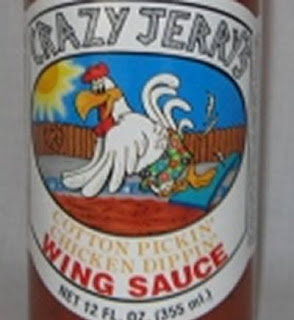 CRAZY JERRY'S
COTTON PICKIN'
CHICKEN DIPPIN'
WING SAUCE
NET 12 FL. OZ. (355 ml.)